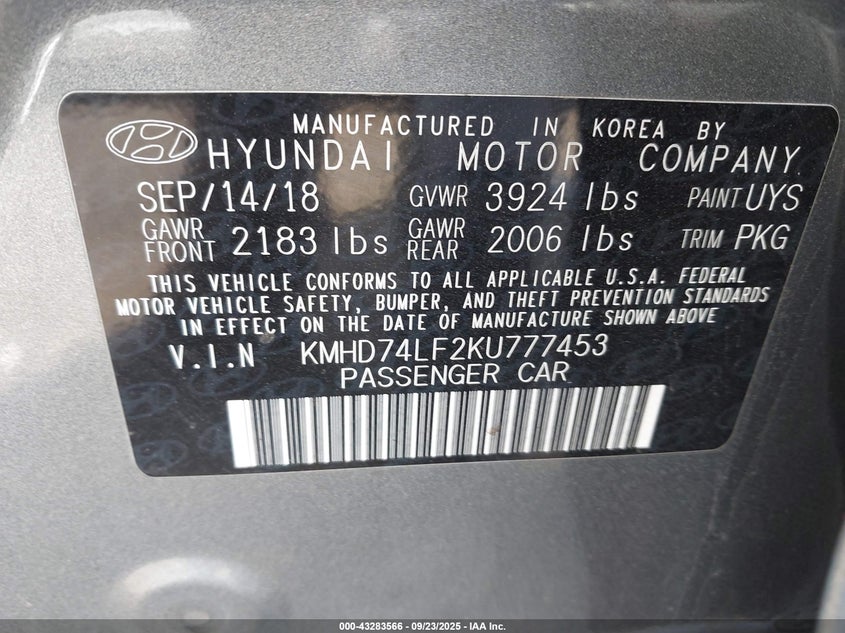 MANUFACTURED IN KOREA BY
HYUNDAI MOTOR COMPANY
SEP/14/18 GVWR 3924 lbs PAINT UYS
GAWR FRONT 2183 lbs GAWR REAR 2006 lbs TRIM PKG
THIS VEHICLE CONFORMS TO ALL APPLICABLE U.S.A. FEDERAL
MOTOR VEHICLE SAFETY, BUMPER, AND THEFT PREVENTION STANDARDS
IN EFFECT ON THE DATE OF MANUFACTURE SHOWN ABOVE
V.I.N KMHD74LF2KU777453
PASSENGER CAR
000-43283566 - 09/23/2025 - IAA Inc.